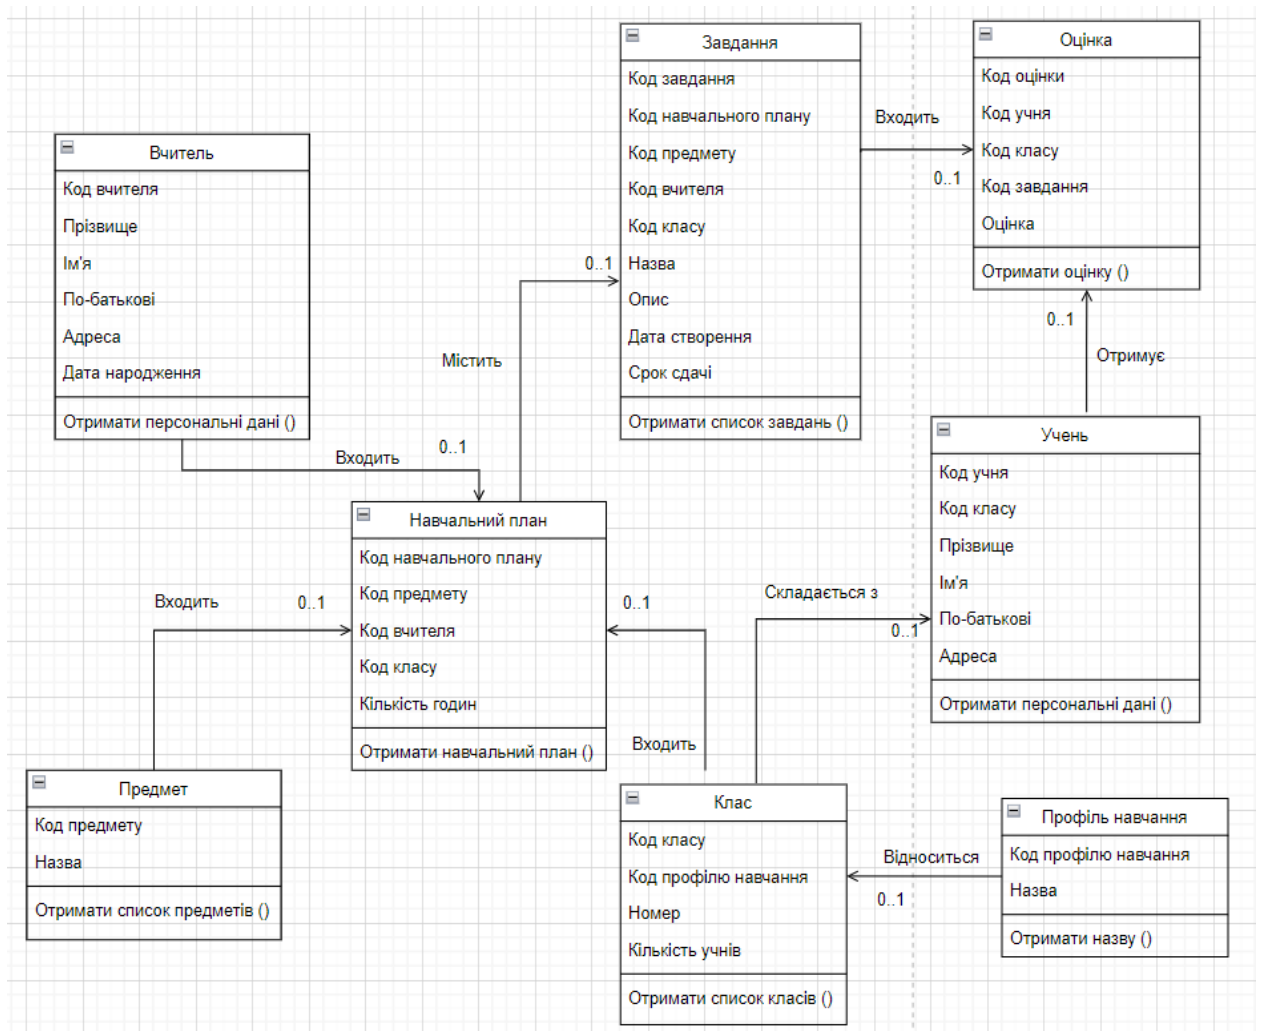 Завдання
Код завдання
Код навчального плану
Код предмету
Код вчителя
Код класу
Назва
Опис
Дата створення
Срок сдачі
Отримати список завдань ()
Входить
0..1
Оцінка
Код оцінки
Код учня
Код класу
Код завдання
Оцінка
Отримати оцінку ()
0..1
Отримує
Вчитель
Код вчителя
Прізвище
Ім'я
По-батькові
Адреса
Дата народження
Отримати персональні дані ()
0..1
Містить
Входить
0..1
Навчальний план
Код навчального плану
Код предмету
Код вчителя
Код класу
Кількість годин
Отримати навчальний план ()
Входить
0..1
0..1
Входить
Складається з
0..1
Учень
Код учня
Код класу
Прізвище
Ім'я
По-батькові
Адреса
Отримати персональні дані ()
Предмет
Код предмету
Назва
Отримати список предметів ()
Клас
Код класу
Код профілю навчання
Номер
Кількість учнів
Отримати список класів ()
Відноситься
0..1
Профіль навчання
Код профілю навчання
Назва
Отримати назву ()